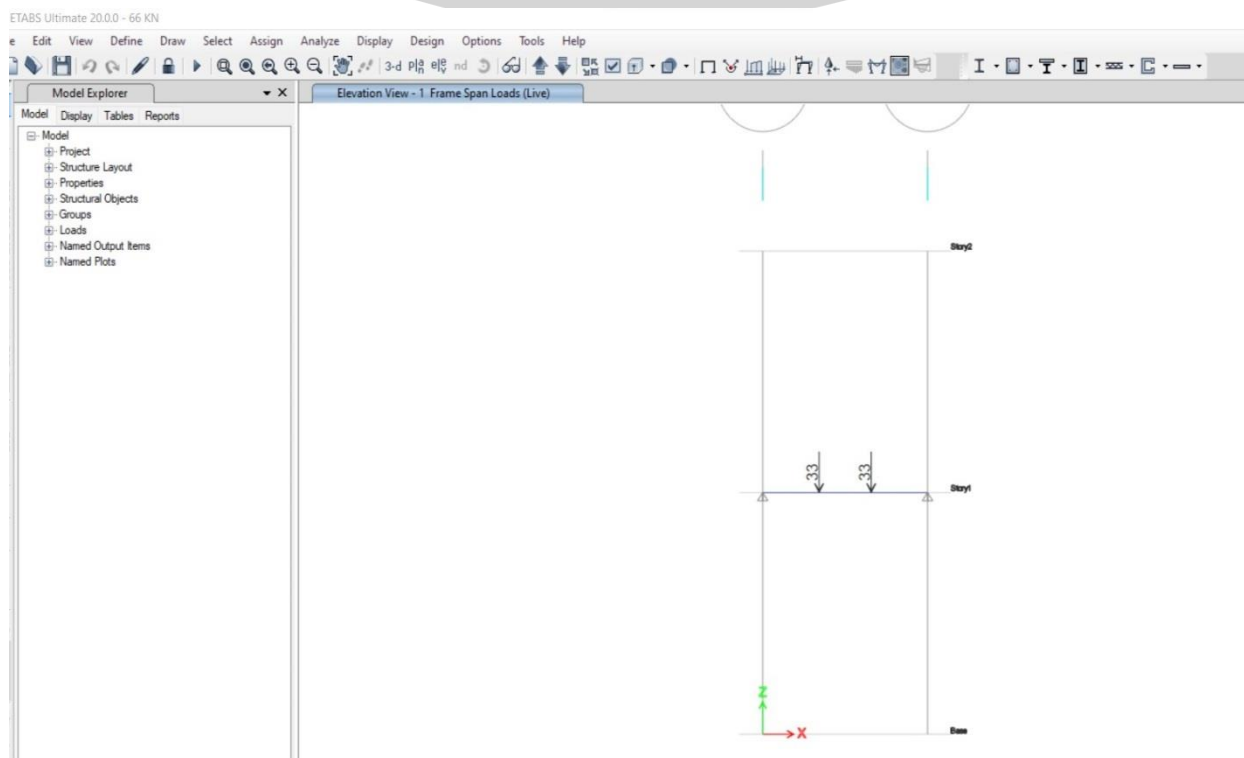 ETABS Ultimate 20.0.0 - 66 KN
e Edit View Define Draw Select Assign Analyze Display Design Options Tools Help
3-d nd
Model Explorer
Elevation View - 1 Frame Span Loads (Live)
Model Display Tables Reports
Model
Project
Structure Layout
Properties
Structural Objects
Groups
Loads
Named Output Items
Named Plots
Story2
33 33
Story1
Z
X
Base